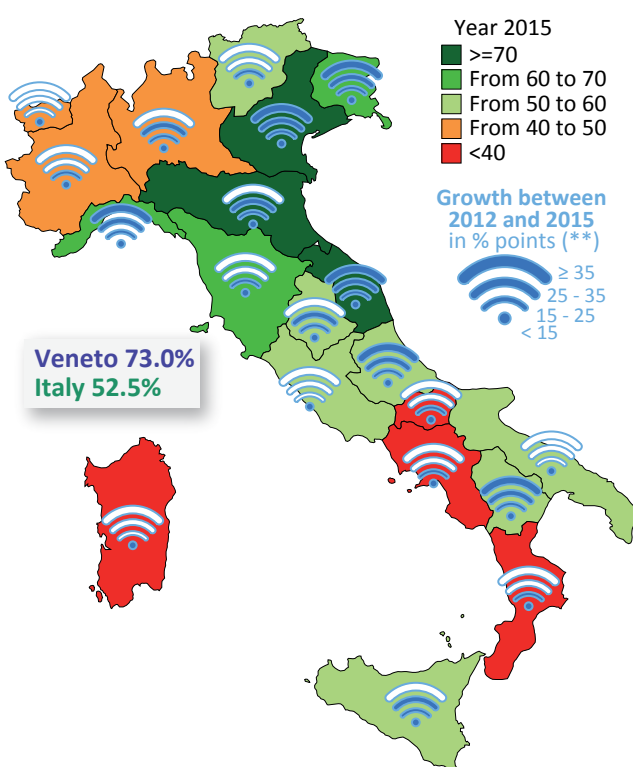 Year 2015
>=70
From 60 to 70
From 50 to 60
From 40 to 50
<40
Growth between
2012 and 2015
in % points (**)
≥ 35
25 - 35
15 - 25
< 15
Veneto 73.0%
Italy 52.5%